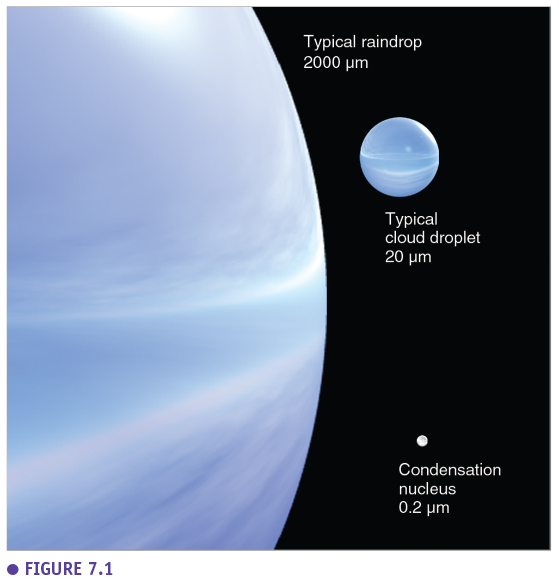 Typical raindrop
2000 μm
Typical
cloud droplet
20 μm
Condensation
nucleus
0.2 μm
● FIGURE 7.1